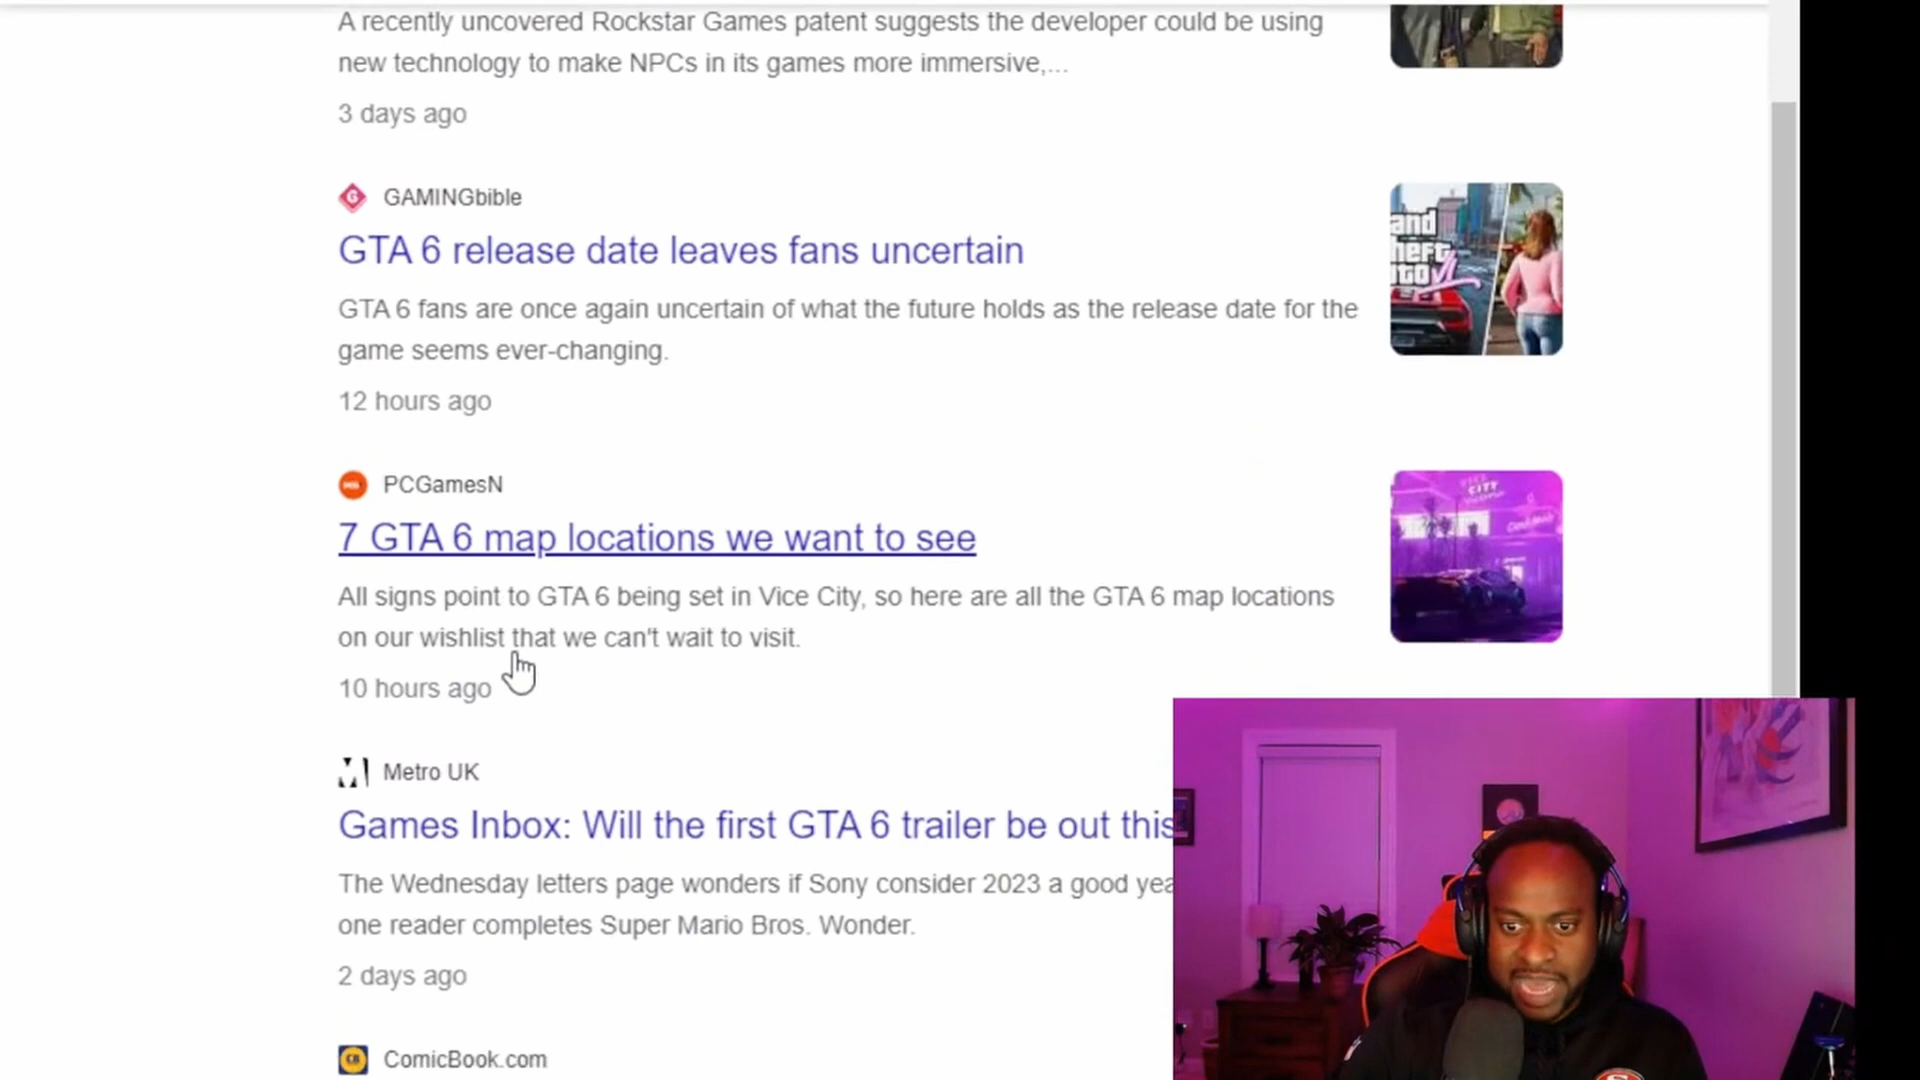 A recently uncovered Rockstar Games patent suggests the developer could be using
new technology to make NPCs in its games more immersive,...
3 days ago
GAMINGbible
GTA 6 release date leaves fans uncertain
GTA 6 fans are once again uncertain of what the future holds as the release date for the
game seems ever-changing.
12 hours ago
PCGamesN
7 GTA 6 map locations we want to see
All signs point to GTA 6 being set in Vice City, so here are all the GTA 6 map locations
on our wishlist that we can't wait to visit.
10 hours ago
CITY
Metro UK
Games Inbox: Will the first GTA 6 trailer be out this
The Wednesday letters page wonders if Sony consider 2023 a good yea
one reader completes Super Mario Bros. Wonder.
2 days ago
CB
ComicBook.com